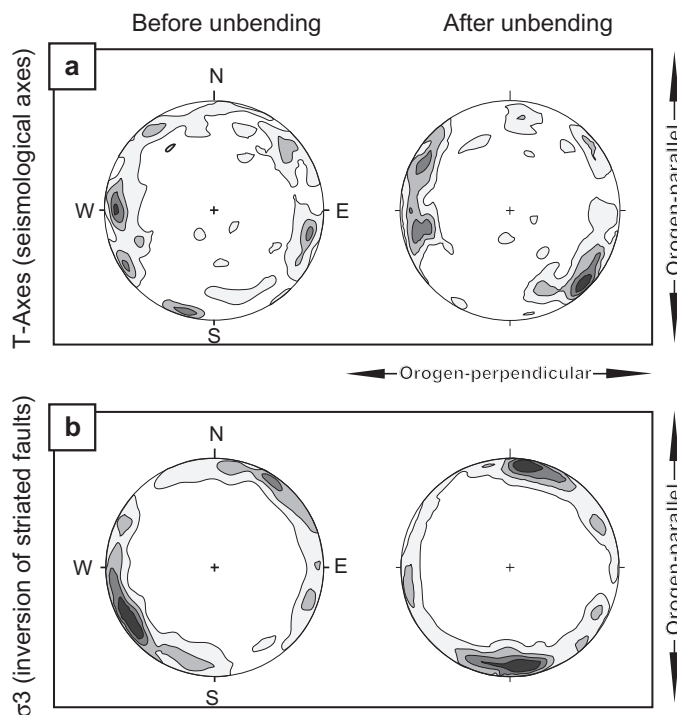 Before unbending
After unbending
a
T-Axes (seismological axes)
N
W
E
S
Orogen-parallel
Orogen-perpendicular
b
σ3 (inversion of striated faults)
N
W
E
S
Orogen-parallel